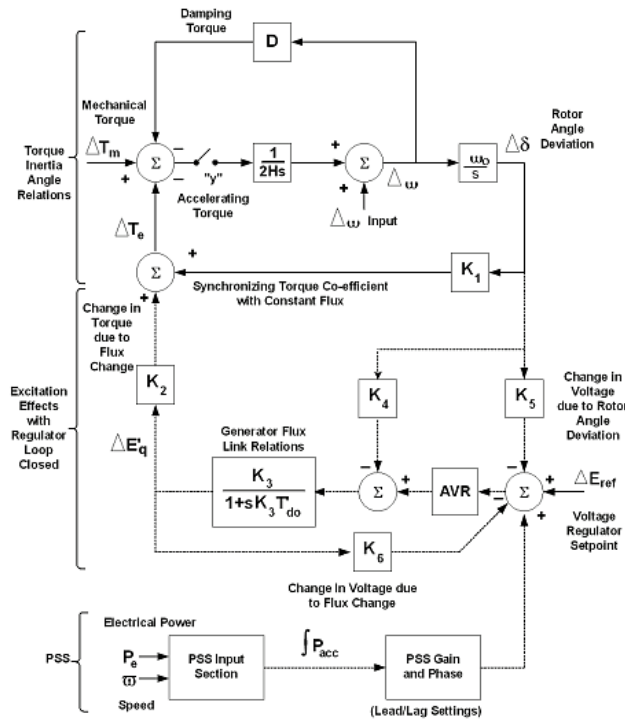 Damping
Torque
D
Mechanical
Torque
ΔTm
Σ
"y"
Accelerating
Torque
1
2Hs
Σ
Δω
Δω Input
ω0
s
Δδ
Rotor
Angle
Deviation
Torque
Inertia
Angle
Relations
ΔTe
Σ
K1
Synchronizing Torque Co-efficient
with Constant Flux
Change in
Torque
due to
Flux
Change
Excitation
Effects
with
Regulator
Loop
Closed
K2
ΔE'q
Generator Flux
Link Relations
K3
1+sK3T'do
K4
Σ
AVR
K5
Change in
Voltage
due to Rotor
Angle
Deviation
Σ
ΔEref
Voltage
Regulator
Setpoint
K6
Change in Voltage due
to Flux Change
PSS
Electrical Power
Pe
ϖ
Speed
PSS Input
Section
∫Pacc
PSS Gain
and Phase
(Lead/Lag Settings)